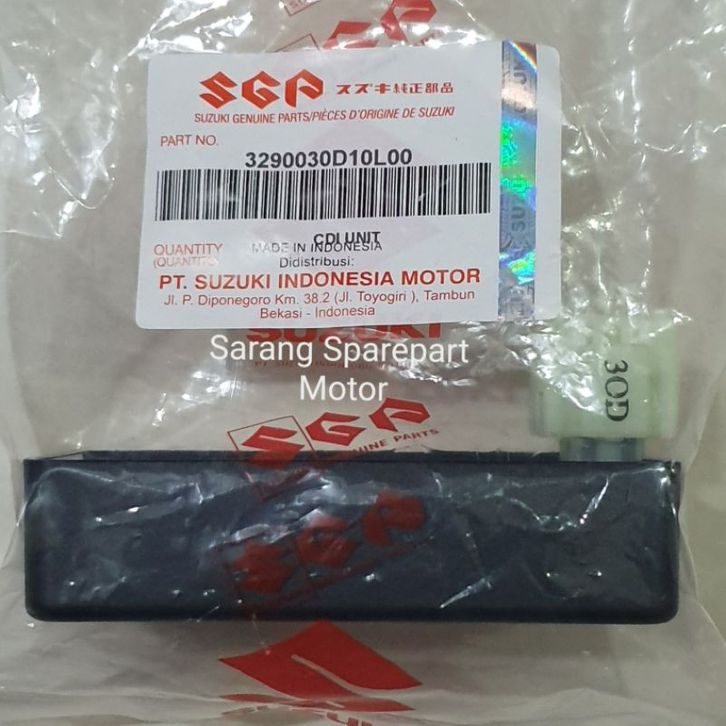 SGP スズキ純正部品
SUZUKI GENUINE PARTS/PIÈCES D'ORIGINE DE SUZUKI
PART NO.
3290030D10L00
CDI UNIT
QUANTITY MADE IN INDONESIA
(QUANTITÉ) Didistribusi:
PT. SUZUKI INDONESIA MOTOR
Jl. P. Diponegoro Km. 38.2 (Jl. Toyogiri ), Tambun
Bekasi - Indonesia
SUZUKI
Sarang Sparepart
Motor
30D
SGP
GENUINE PARTS
SGP